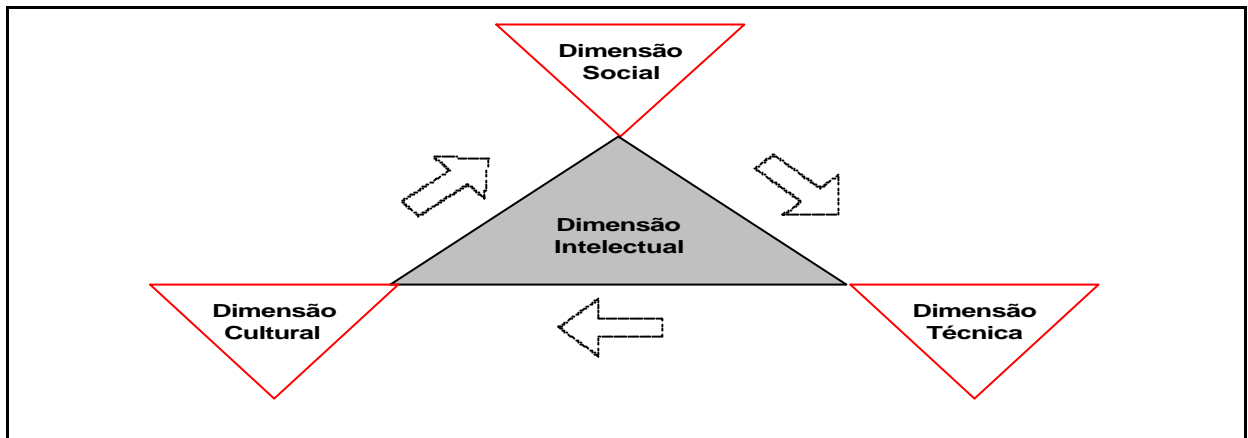 Dimensão
Social
Dimensão
Intelectual
Dimensão
Cultural
Dimensão
Técnica